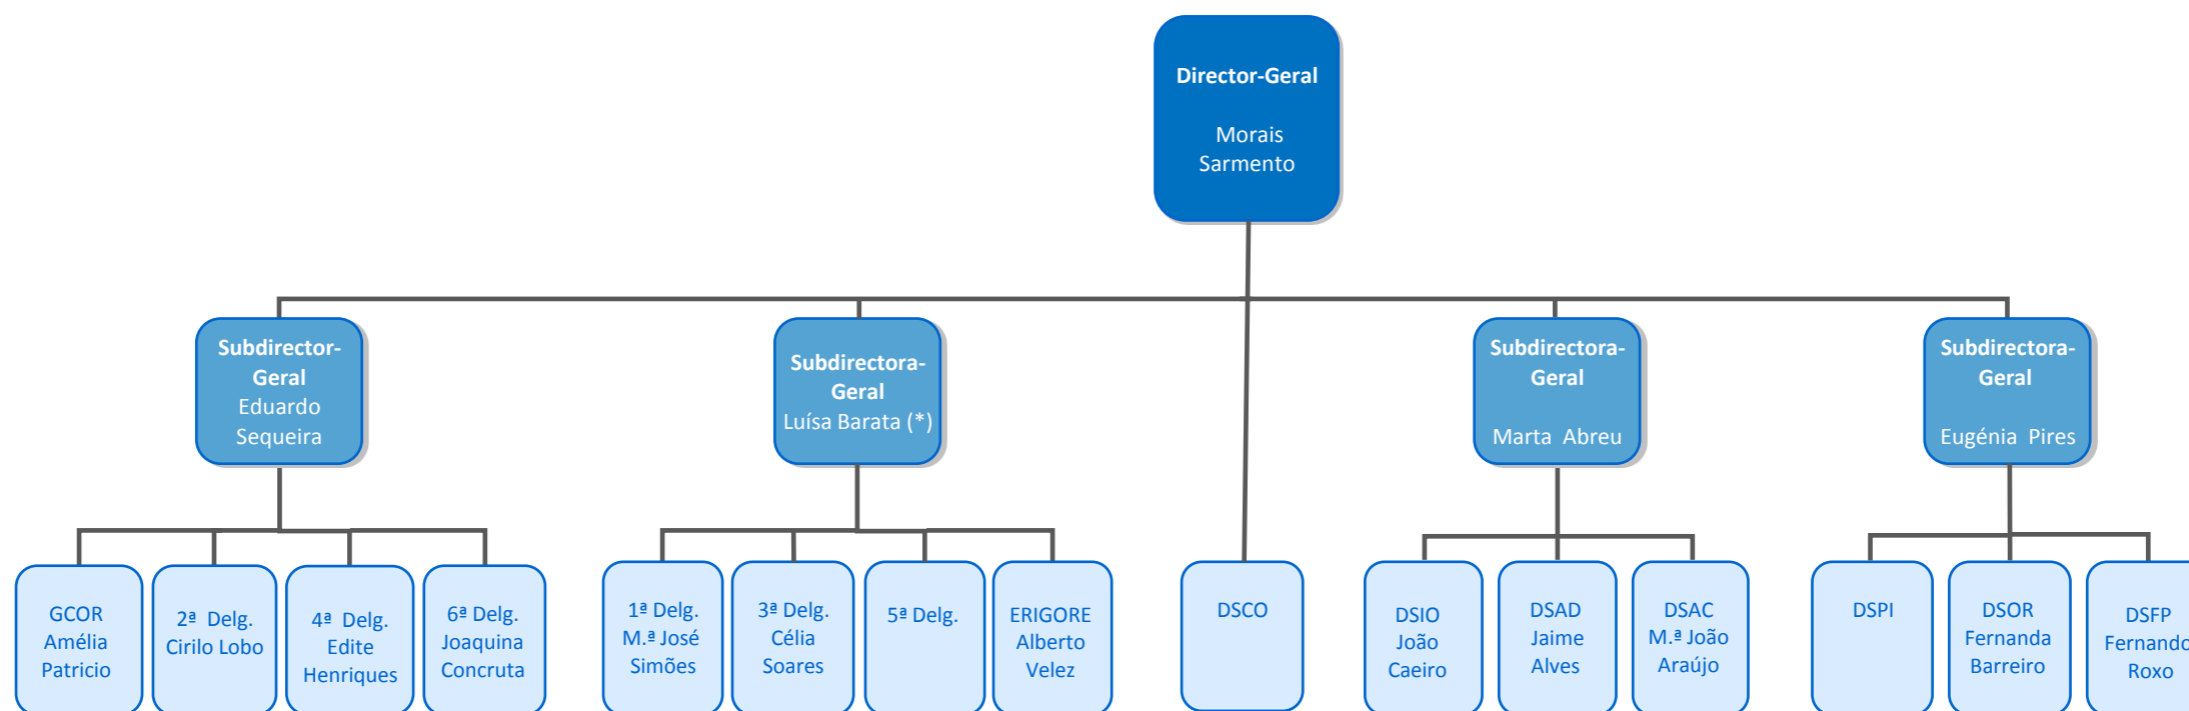 Director-Geral
Morais
Sarmento
Subdirector-
Geral
Eduardo
Sequeira
Subdirectora-
Geral
Luísa Barata (*)
Subdirectora-
Geral
Marta Abreu
Subdirectora-
Geral
Eugénia Pires
GCOR
Amélia
Patricio
2ª Delg.
Cirilo Lobo
4ª Delg.
Edite
Henriques
6ª Delg.
Joaquina
Concruta
1ª Delg.
M.ª José
Simões
3ª Delg.
Célia
Soares
5ª Delg.
ERIGORE
Alberto
Velez
DSCO
DSIO
João
Caeiro
DSAD
Jaime
Alves
DSAC
M.ª João
Araújo
DSPI
DSOR
Fernanda
Barreiro
DSFP
Fernando
Roxo